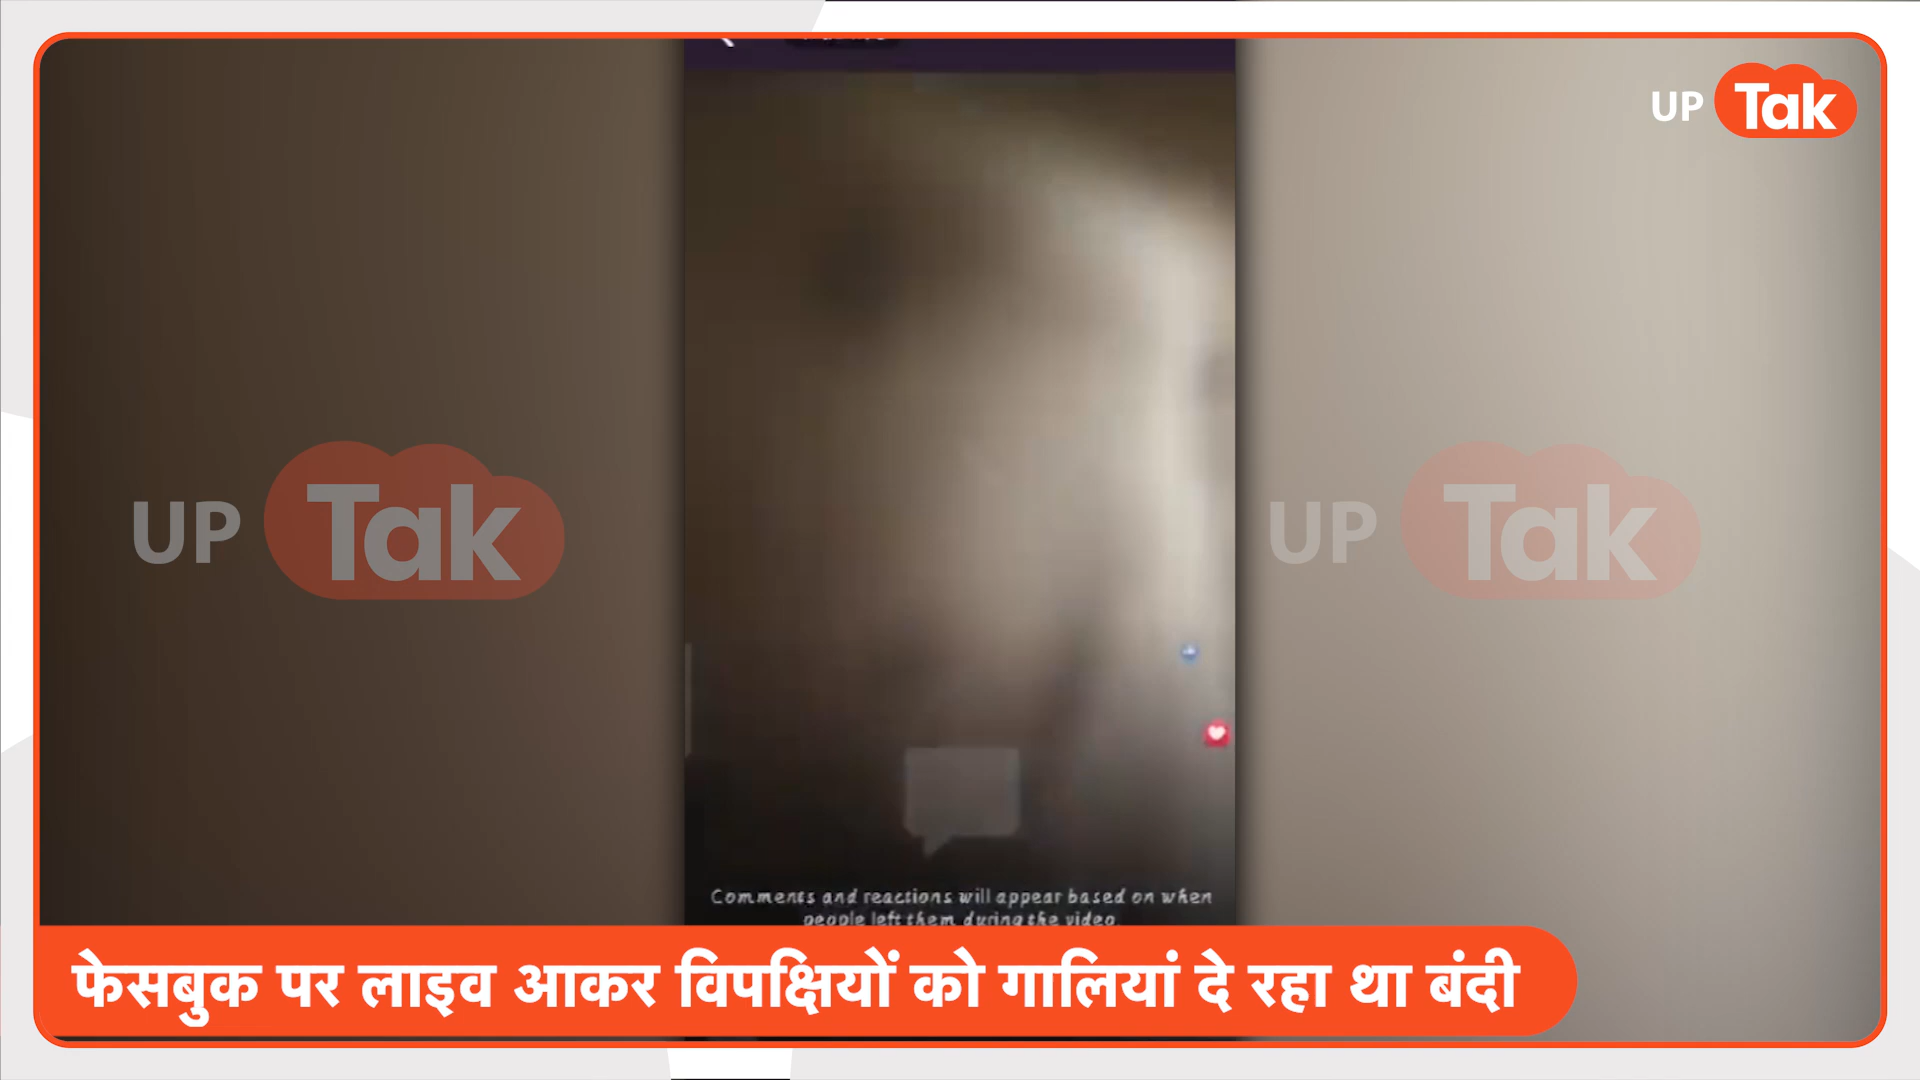 UP Tak
UP Tak
UP Tak
Comments and reactions will appear based on when
people left them during the video
फेसबुक पर लाइव आकर विपक्षियों को गालियां दे रहा था बंदी